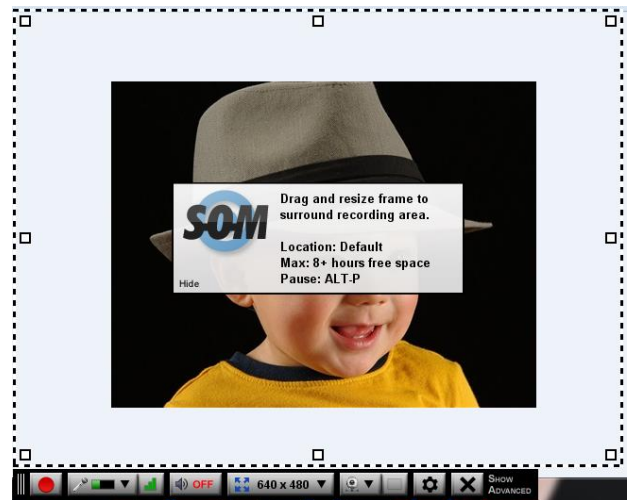 SOM
Drag and resize frame to
surround recording area.
Location: Default
Max: 8+ hours free space
Pause: ALT-P
Hide
OFF
640 x 480
SHOW
ADVANCED